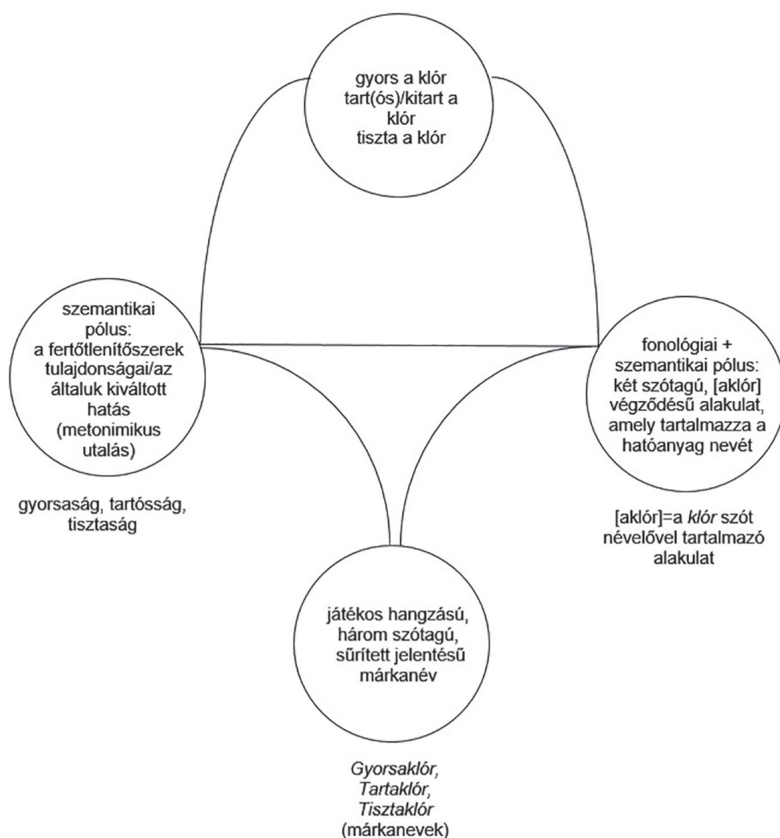 gyors a klór
tart(ós)/kitart a
klór
tiszta a klór
szemantikai
pólus:
a fertőtlenítőszerek
tulajdonságai/az
általuk kiváltott
hatás
(metonimikus
utalás)
gyorsaság, tartósság,
tisztaság
fonológiai +
szemantikai pólus:
két szótagú, [aklór]
végződésű alakulat,
amely tartalmazza a
hatóanyag nevét
[aklór]=a klór szót
névelővel tartalmazó
alakulat
játékos hangzású,
három szótagú,
sűrített jelentésű
márkanév
Gyorsaklór,
Tartaklór,
Tisztaklór
(márkanevek)